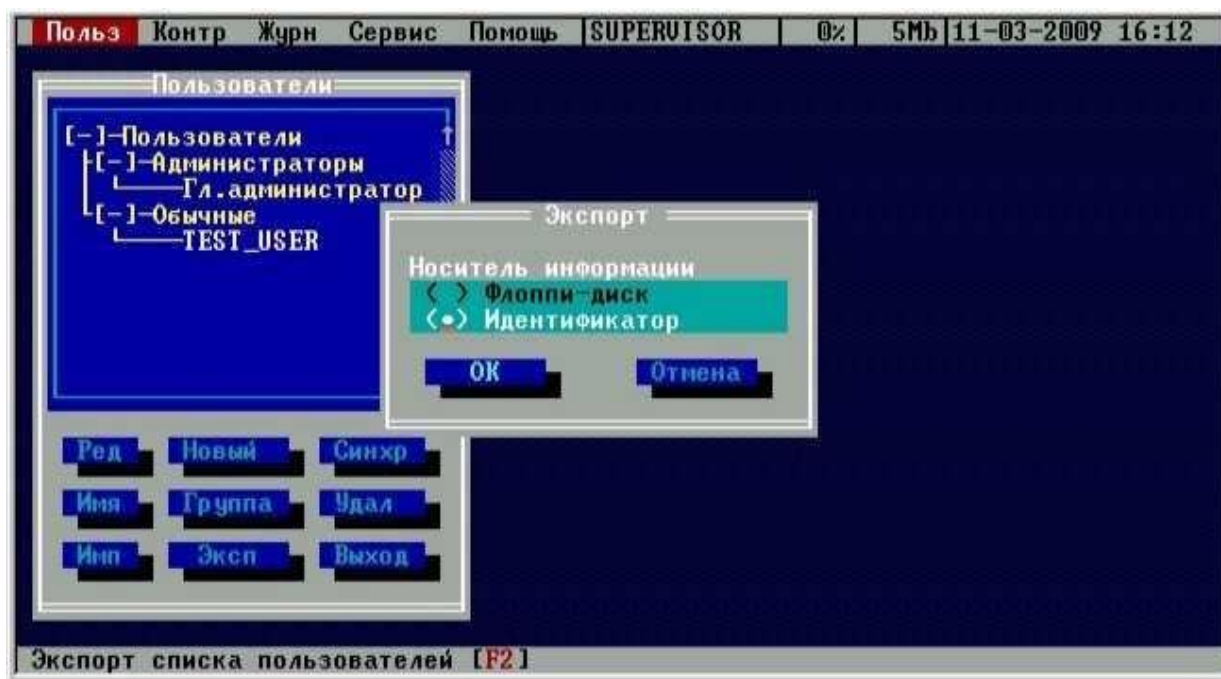 Польз Контр Журн Сервис Помощь SUPERVISOR 0% 5Mb 11-03-2009 16:12
Пользователи
[-]-Пользователи
[-]-Администраторы
Гл.администратор
[-]-Обычные
TEST_USER
Экспорт
Носитель информации
( ) Флоппи-диск
(•) Идентификатор
OK Отмена
Ред Новый Синхр
Имя Группа Удал
Имп Эксп Выход
Экспорт списка пользователей [F2]